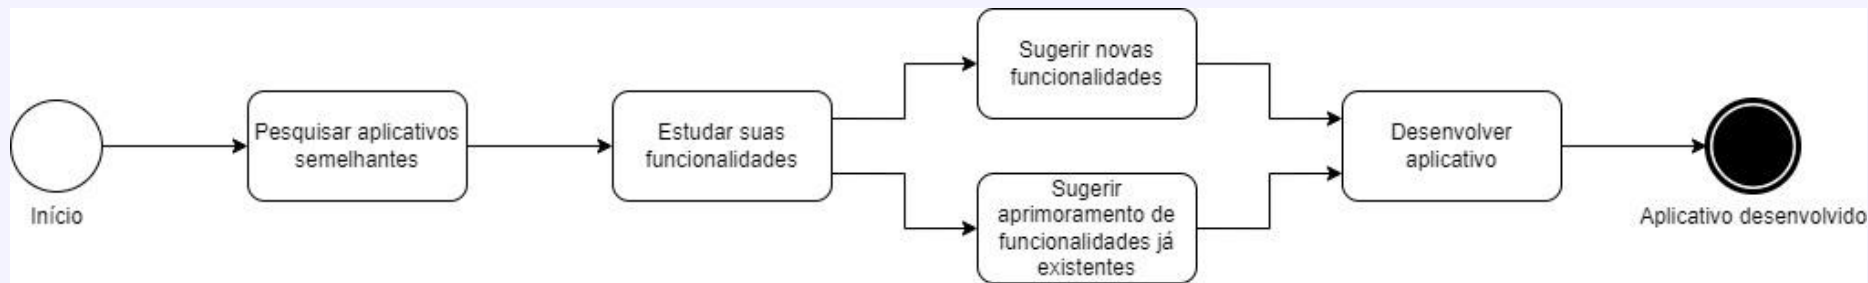 Início
Pesquisar aplicativos
semelhantes
Estudar suas
funcionalidades
Sugerir novas
funcionalidades
Sugerir
aprimoramento de
funcionalidades já
existentes
Desenvolver
aplicativo
Aplicativo desenvolvido